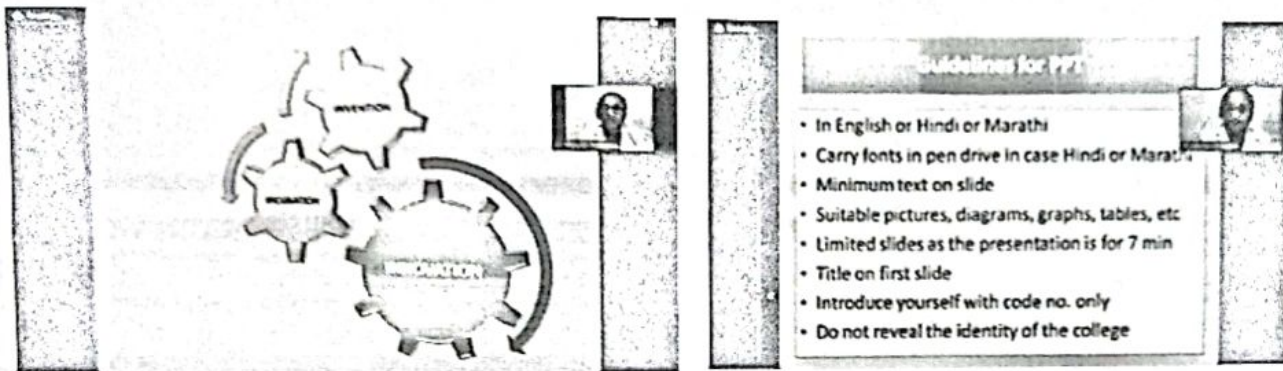 INVENTION
INCUBATION
INNOVATION
Guidelines for PPT
• In English or Hindi or Marathi
• Carry fonts in pen drive in case Hindi or Marathi
• Minimum text on slide
• Suitable pictures, diagrams, graphs, tables, etc
• Limited slides as the presentation is for 7 min
• Title on first slide
• Introduce yourself with code no. only
• Do not reveal the identity of the college